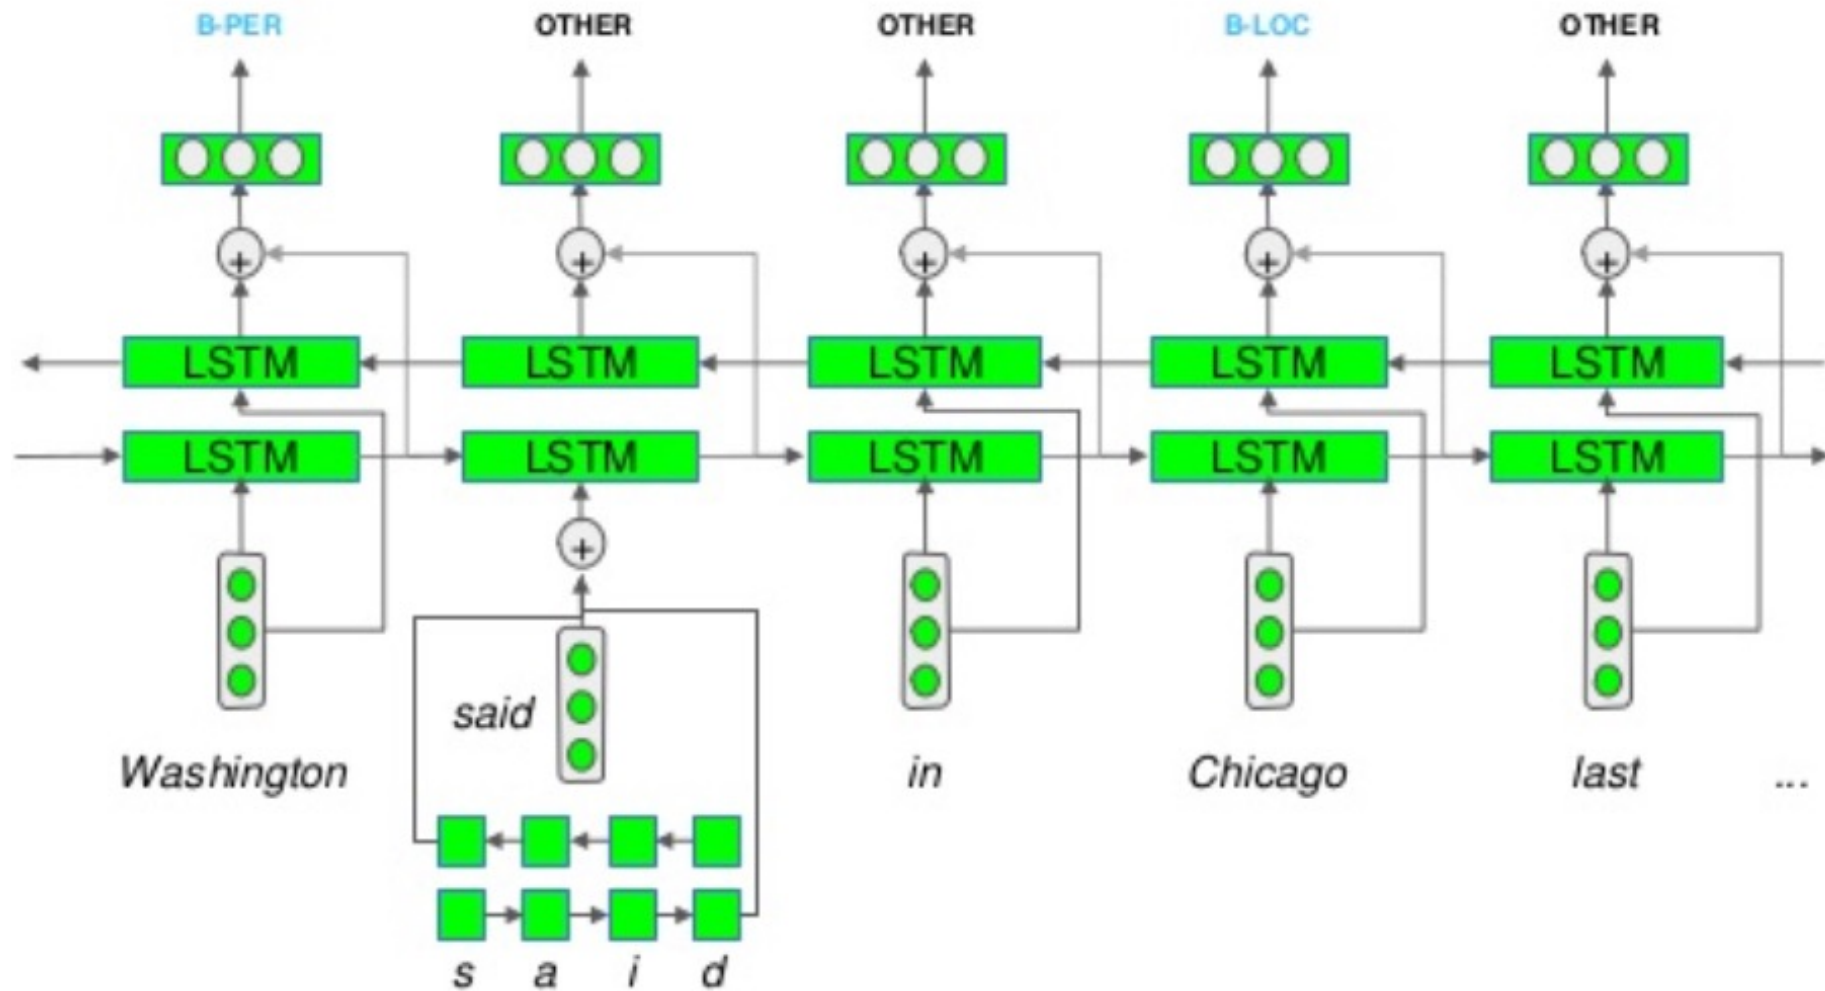 B-PER OTHER OTHER B-LOC OTHER
+ + + + +
LSTM LSTM LSTM LSTM LSTM
LSTM LSTM LSTM LSTM LSTM
+
said
Washington in Chicago last ...
s a i d